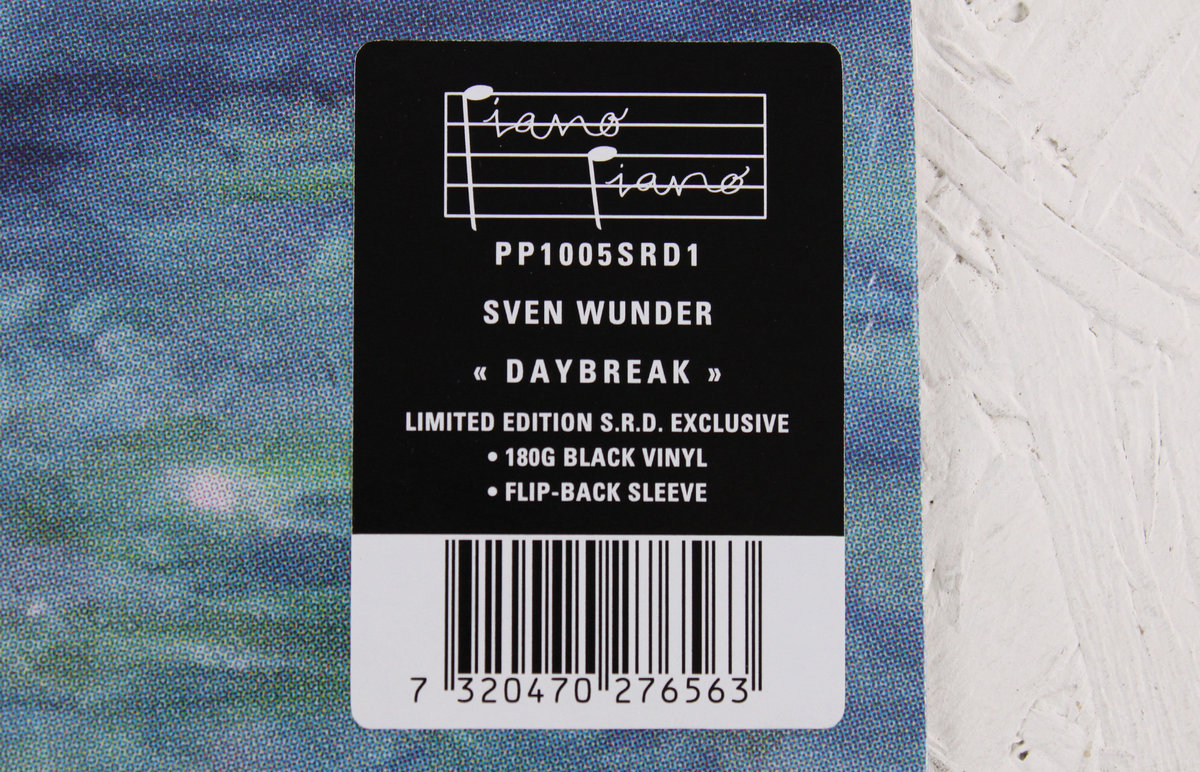 Piano
Piano
PP1005SRD1
SVEN WUNDER
« DAYBREAK »
LIMITED EDITION S.R.D. EXCLUSIVE
• 180G BLACK VINYL
• FLIP-BACK SLEEVE
7 320470 276563